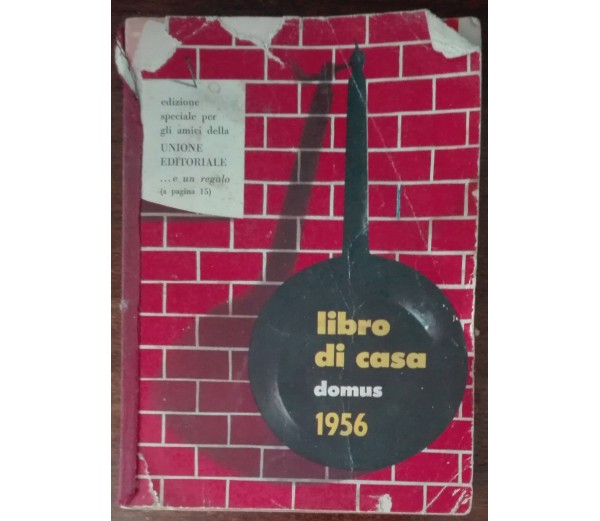 edizione
speciale per
gli amici della
UNIONE
EDITORIALE
...e un regalo
(a pagina 15)
libro
di casa
domus
1956